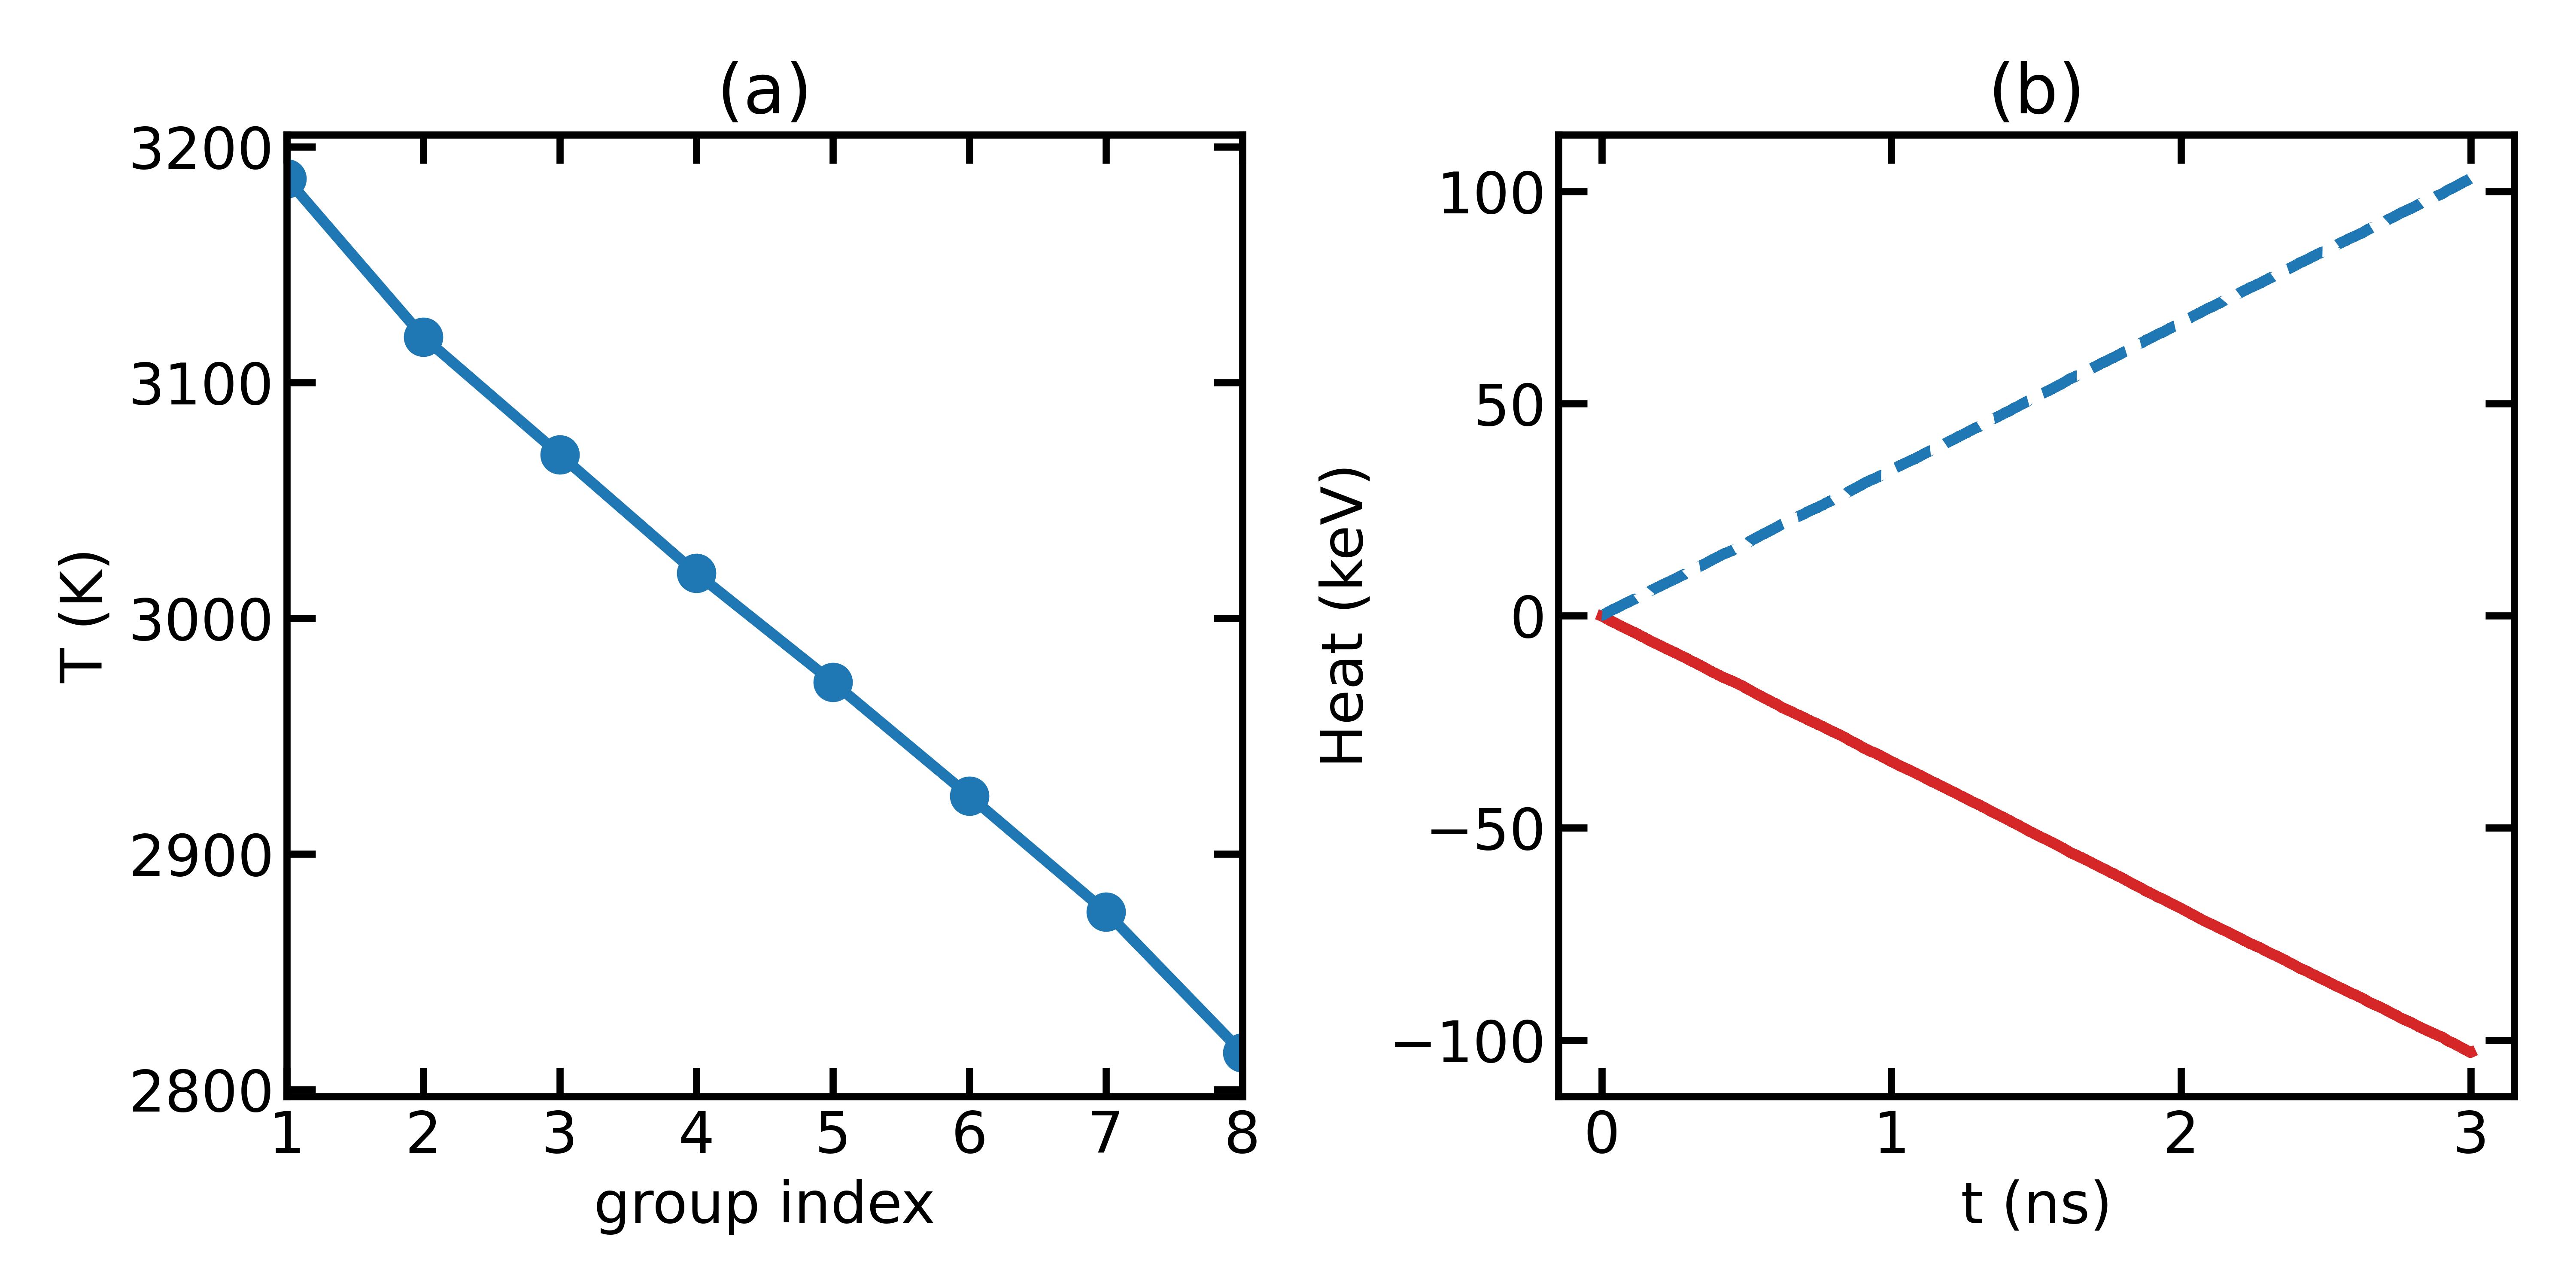 (a)
3200
3100
3000
2900
2800
T (K)
1 2 3 4 5 6 7 8
group index
(b)
100
50
0
−50
−100
Heat (keV)
0 1 2 3
t (ns)